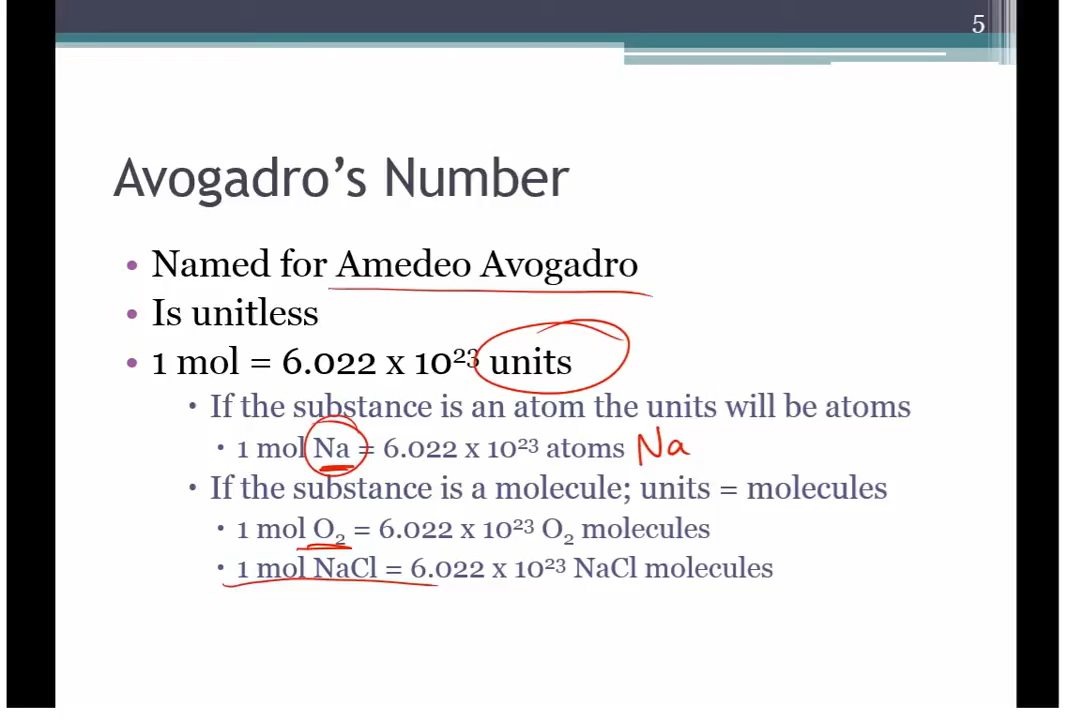 5
Avogadro's Number
• Named for Amedeo Avogadro
• Is unitless
• 1 mol = 6.022 x 10²³ units
• If the substance is an atom the units will be atoms
• 1 mol Na = 6.022 x 10²³ atoms Na
• If the substance is a molecule; units = molecules
• 1 mol O₂ = 6.022 x 10²³ O₂ molecules
• 1 mol NaCl = 6.022 x 10²³ NaCl molecules